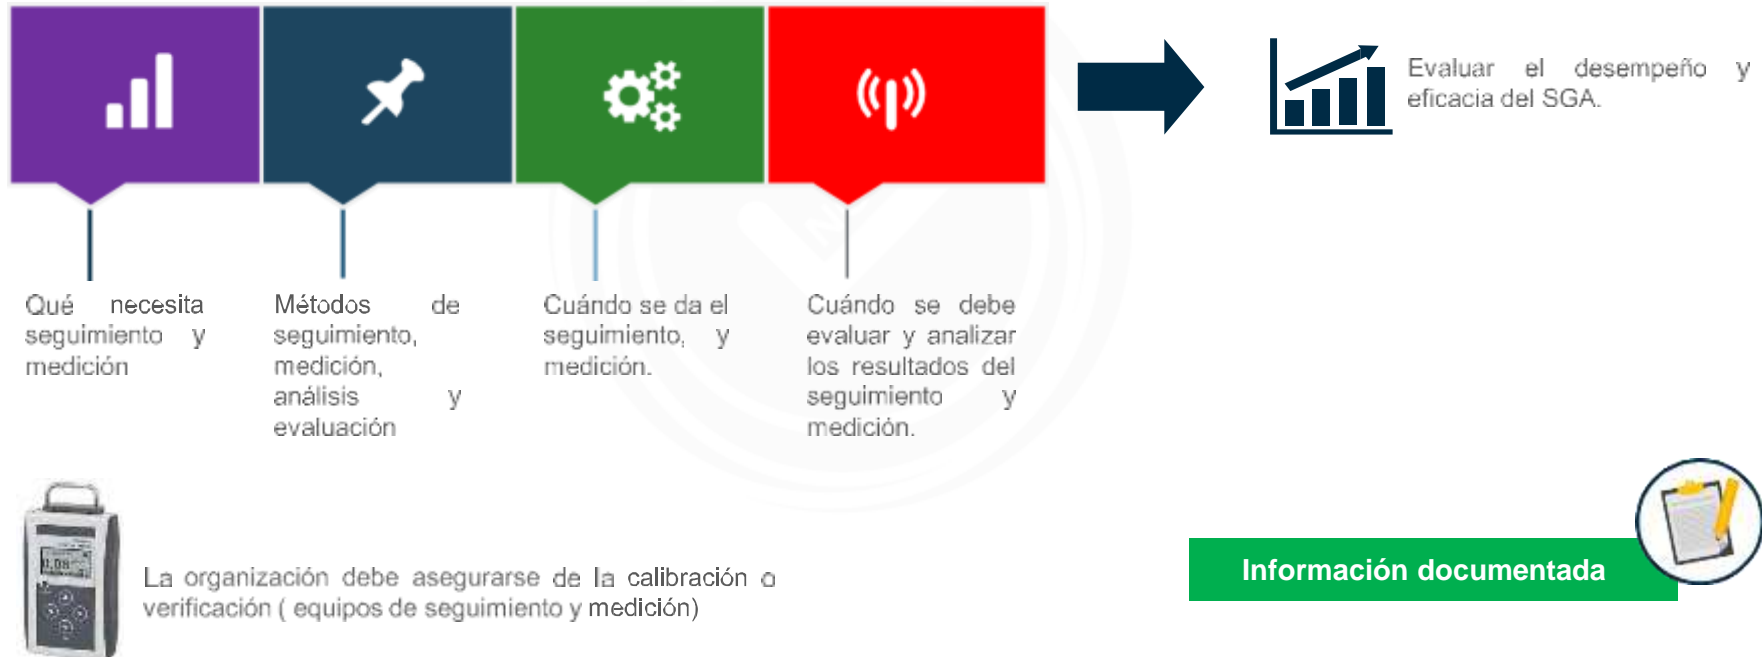 Evaluar el desempeño y
eficacia del SGA.
Qué necesita
seguimiento y
medición
Métodos de
seguimiento,
medición,
análisis y
evaluación
Cuándo se da el
seguimiento, y
medición.
Cuándo se debe
evaluar y analizar
los resultados del
seguimiento y
medición.
La organización debe asegurarse de la calibración o
verificación ( equipos de seguimiento y medición)
Información documentada